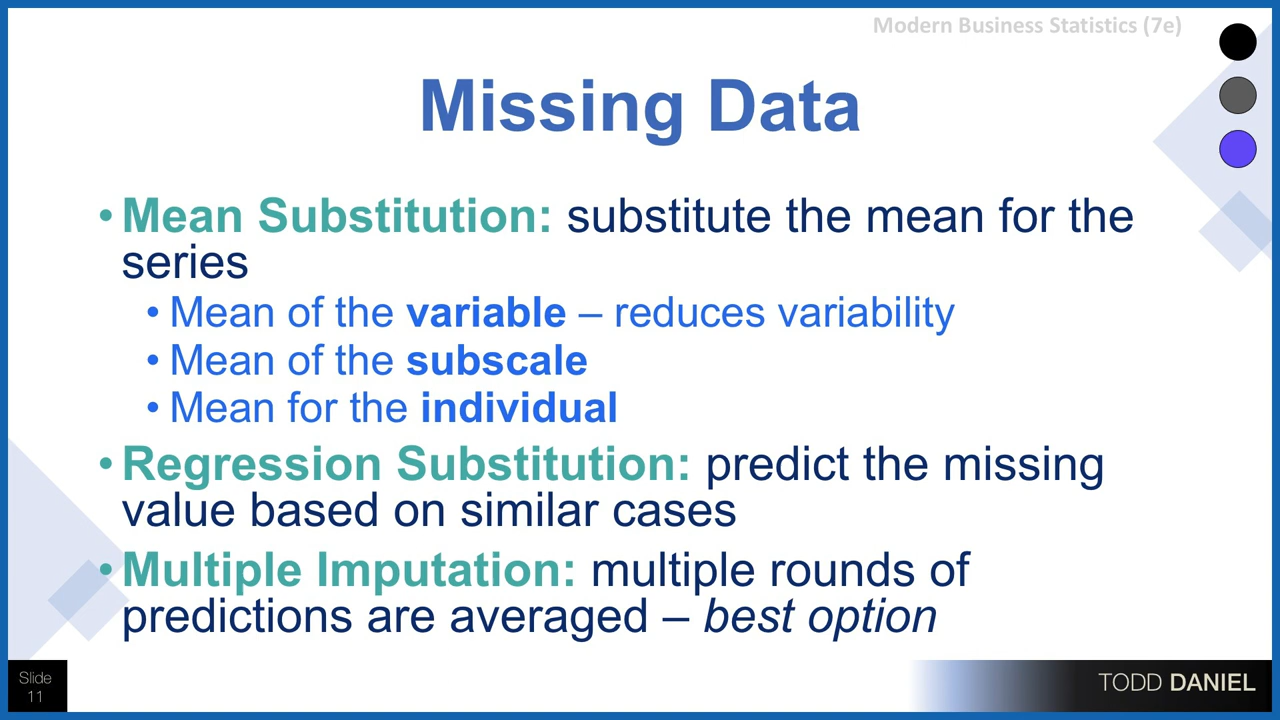 Modern Business Statistics (7e)
Missing Data
• Mean Substitution: substitute the mean for the
series
• Mean of the variable – reduces variability
• Mean of the subscale
• Mean for the individual
• Regression Substitution: predict the missing
value based on similar cases
• Multiple Imputation: multiple rounds of
predictions are averaged – best option
Slide
11
TODD DANIEL